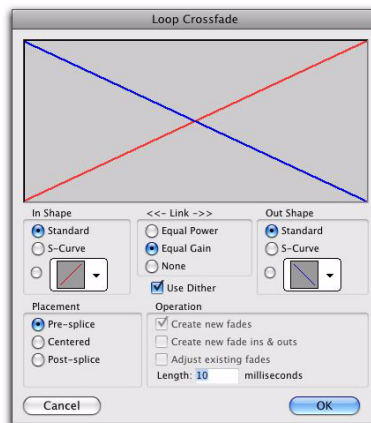 Loop Crossfade
In Shape
Standard
S-Curve
<<- Link ->>
Equal Power
Equal Gain
None
Use Dither
Out Shape
Standard
S-Curve
Placement
Pre-splice
Centered
Post-splice
Operation
Create new fades
Create new fade ins & outs
Adjust existing fades
Length: 10 milliseconds
Cancel
OK